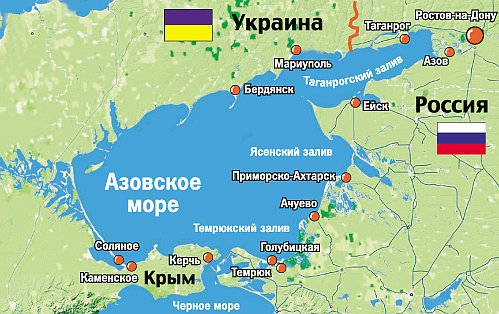 Украина
Таганрог
Ростов-на-Дону
Мариуполь
Азов
Таганрогский залив
Бердянск
Ейск
Россия
Ясенский залив
Азовское
море
Приморско-Ахтарск
Ачуево
Темрюкский залив
Соляное
Керчь
Голубицкая
Каменское
Крым
Темрюк
Черное море